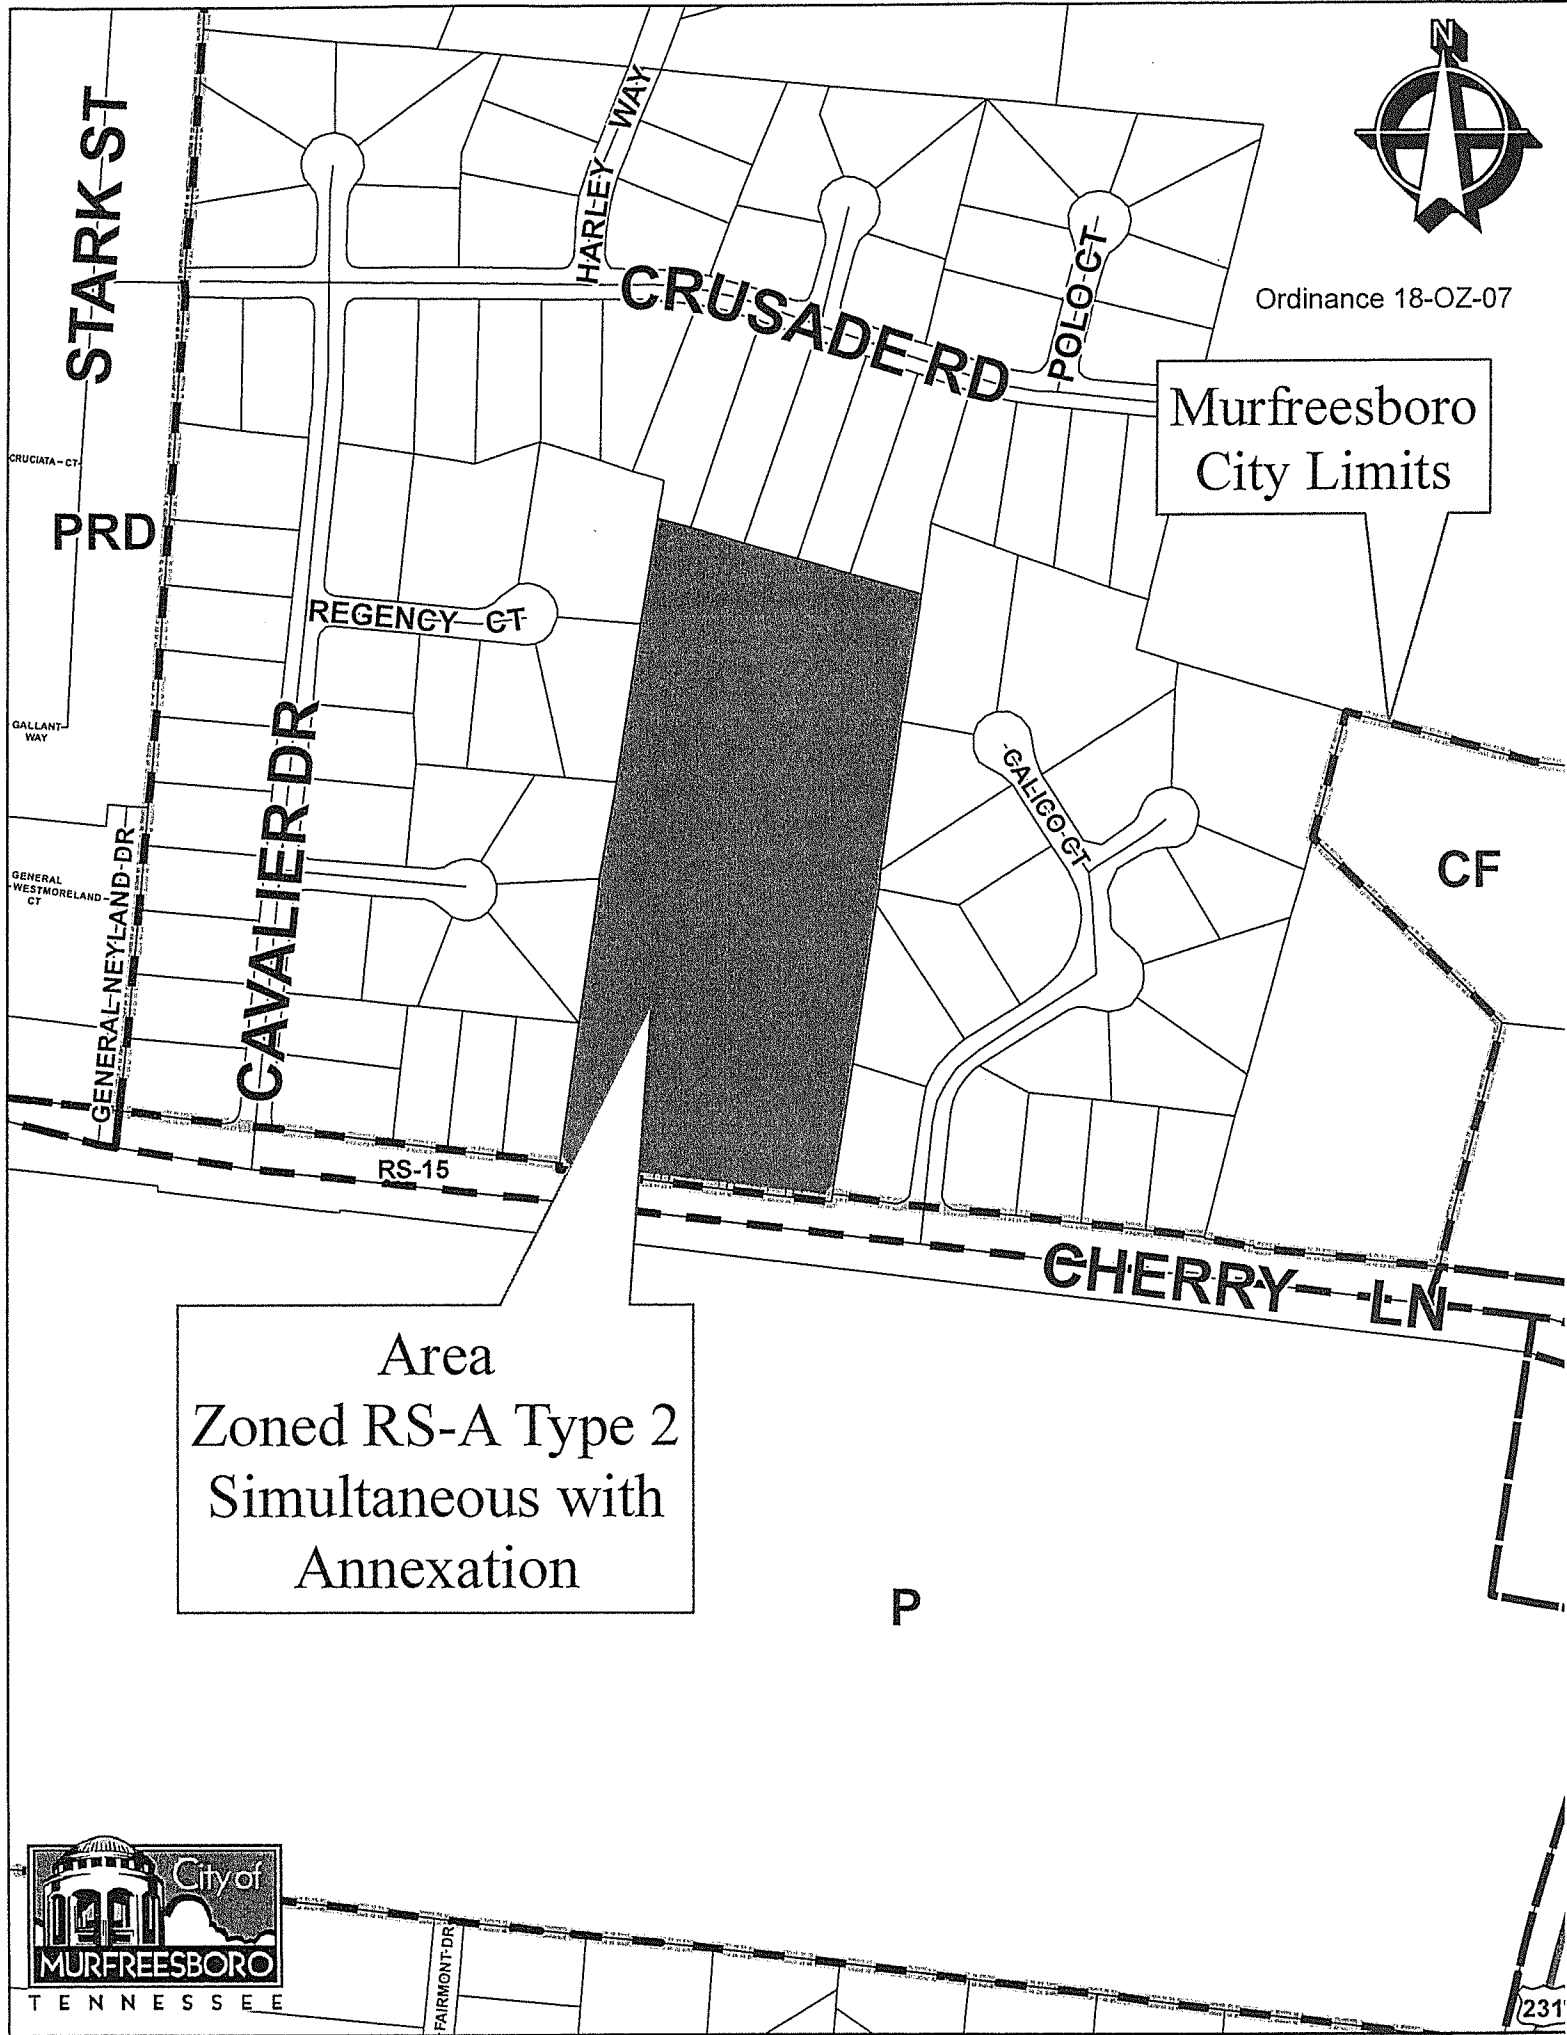 N
STARK ST
HARLEY WAY
CRUSADE RD
POLO CT
Ordinance 18-OZ-07
Murfreesboro
City Limits
CRUCIATA CT
PRD
REGENCY CT
CAVALIER DR
GALLANT
WAY
CALICO CT
GENERAL NEYLAND DR
GENERAL
WESTMORELAND
CT
CF
RS-15
CHERRY LN
Area
Zoned RS-A Type 2
Simultaneous with
Annexation
P
City of
MURFREESBORO
TENNESSEE
FAIRMONT DR
231